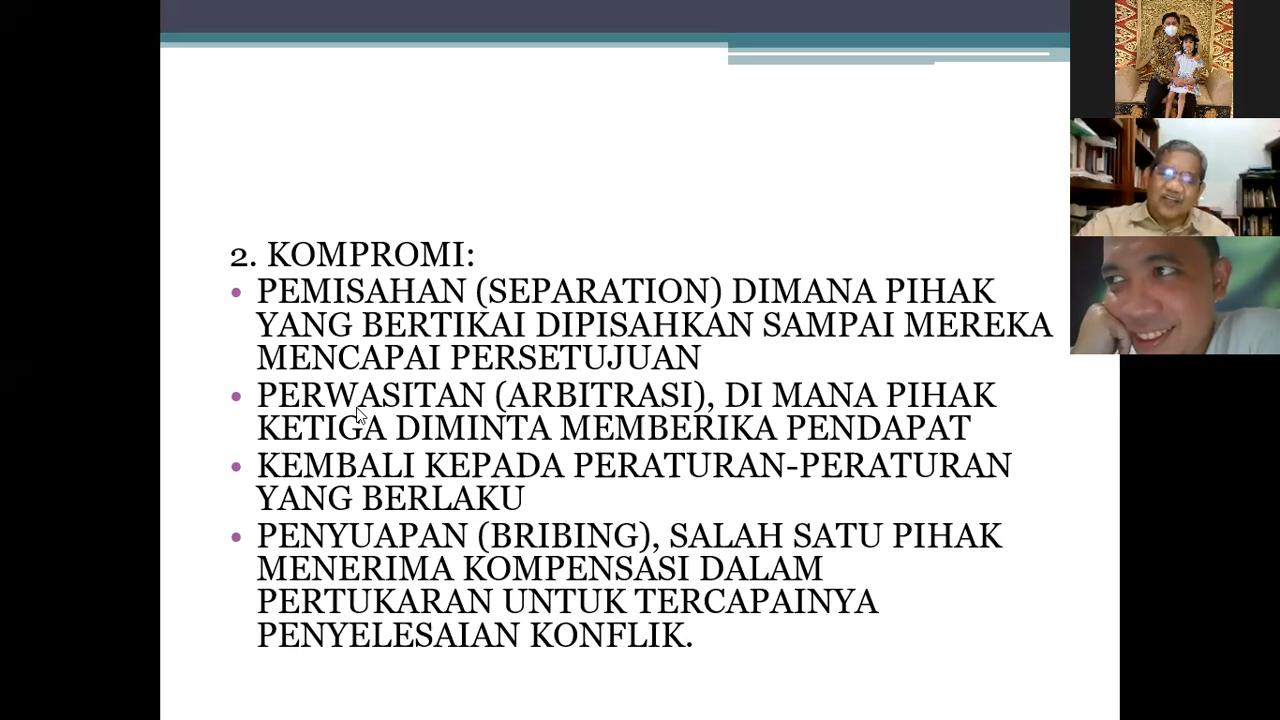 2. KOMPROMI:
• PEMISAHAN (SEPARATION) DIMANA PIHAK
YANG BERTIKAI DIPISAHKAN SAMPAI MEREKA
MENCAPAI PERSETUJUAN
• PERWASITAN (ARBITRASI), DI MANA PIHAK
KETIGA DIMINTA MEMBERIKA PENDAPAT
• KEMBALI KEPADA PERATURAN-PERATURAN
YANG BERLAKU
• PENYUAPAN (BRIBING), SALAH SATU PIHAK
MENERIMA KOMPENSASI DALAM
PERTUKARAN UNTUK TERCAPAINYA
PENYELESAIAN KONFLIK.